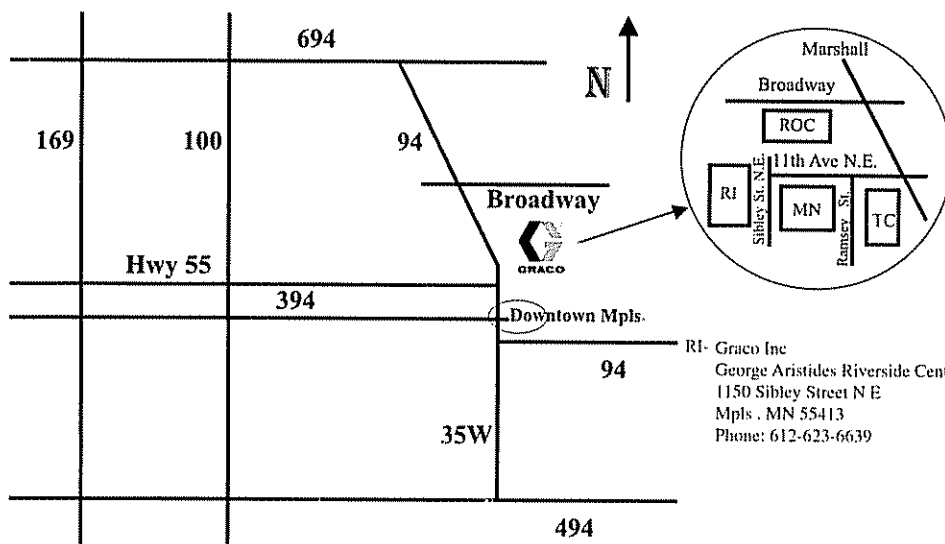 694
N
Marshall
Broadway
ROC
169
100
94
11th Ave N.E.
RI
Sibley St. N.E.
MN
Ramsey St.
TC
Broadway
GRACO
Hwy 55
394
Downtown Mpls.
94
RI- Graco Inc
George Aristides Riverside Cent
1150 Sibley Street N E
Mpls . MN 55413
Phone: 612-623-6639
35W
494